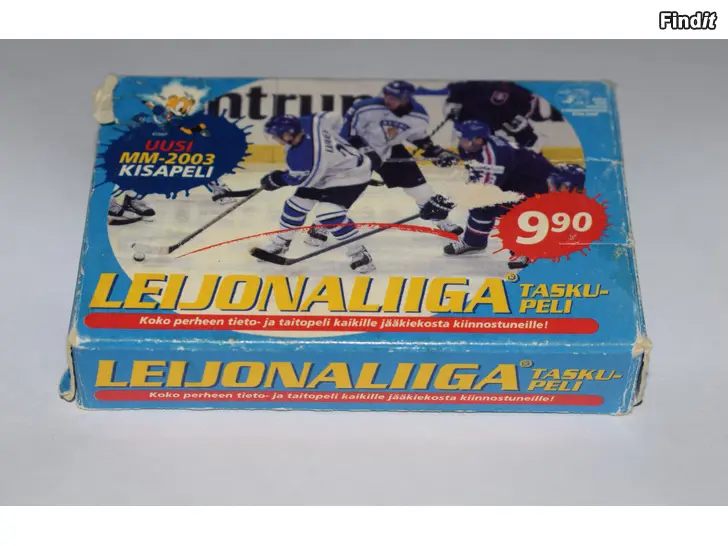 Findit
ntrum
UUSI
MM-2003
KISAPELI
9.90
LEIJONALIIGA®
TASKU-
PELI
Koko perheen tieto- ja taitopeli kaikille jääkiekosta kiinnostuneille!
LEIJONALIIGA®
TASKU-
PELI
Koko perheen tieto- ja taitopeli kaikille jääkiekosta kiinnostuneille!